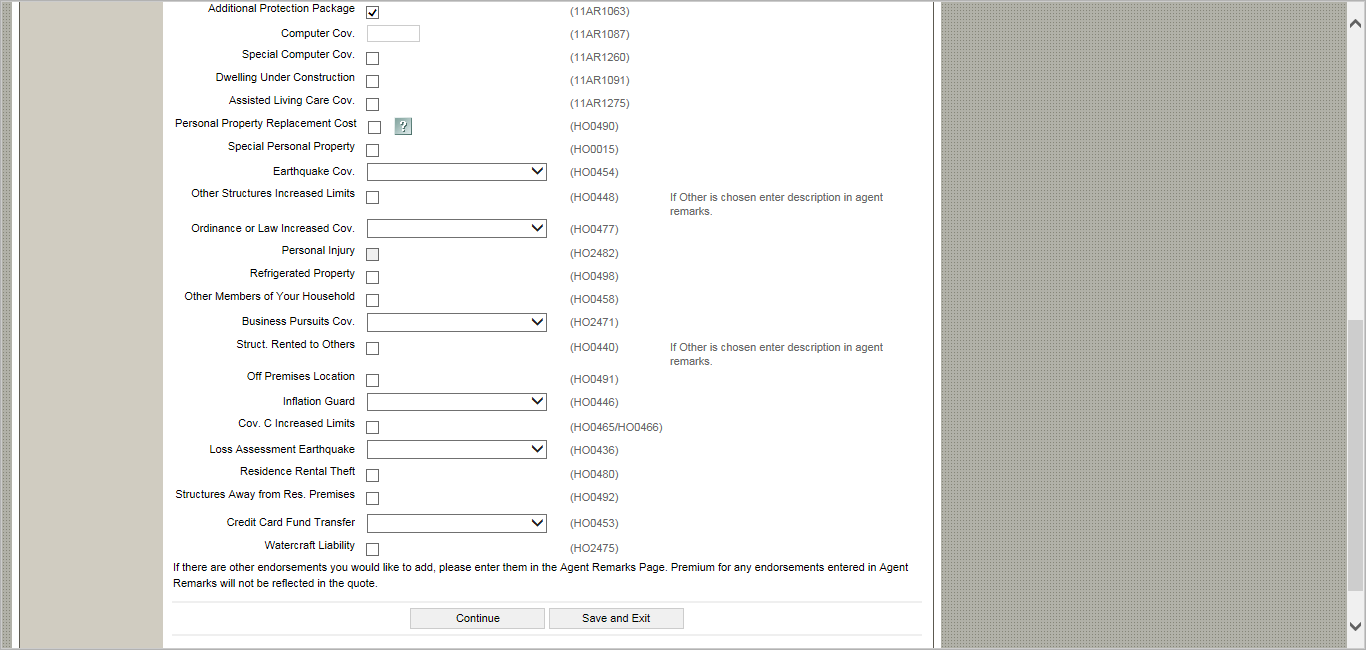 Additional Protection Package (11AR1063)
Computer Cov. (11AR1087)
Special Computer Cov. (11AR1260)
Dwelling Under Construction (11AR1091)
Assisted Living Care Cov. (11AR1275)
Personal Property Replacement Cost ? (HO0490)
Special Personal Property (HO0015)
Earthquake Cov. (HO0454)
Other Structures Increased Limits (HO0448) If Other is chosen enter description in agent
remarks.
Ordinance or Law Increased Cov. (HO0477)
Personal Injury (HO2482)
Refrigerated Property (HO0498)
Other Members of Your Household (HO0458)
Business Pursuits Cov. (HO2471)
Struct. Rented to Others (HO0440) If Other is chosen enter description in agent
remarks.
Off Premises Location (HO0491)
Inflation Guard (HO0446)
Cov. C Increased Limits (HO0465/HO0466)
Loss Assessment Earthquake (HO0436)
Residence Rental Theft (HO0480)
Structures Away from Res. Premises (HO0492)
Credit Card Fund Transfer (HO0453)
Watercraft Liability (HO2475)
If there are other endorsements you would like to add, please enter them in the Agent Remarks Page. Premium for any endorsements entered in Agent
Remarks will not be reflected in the quote.
Continue Save and Exit